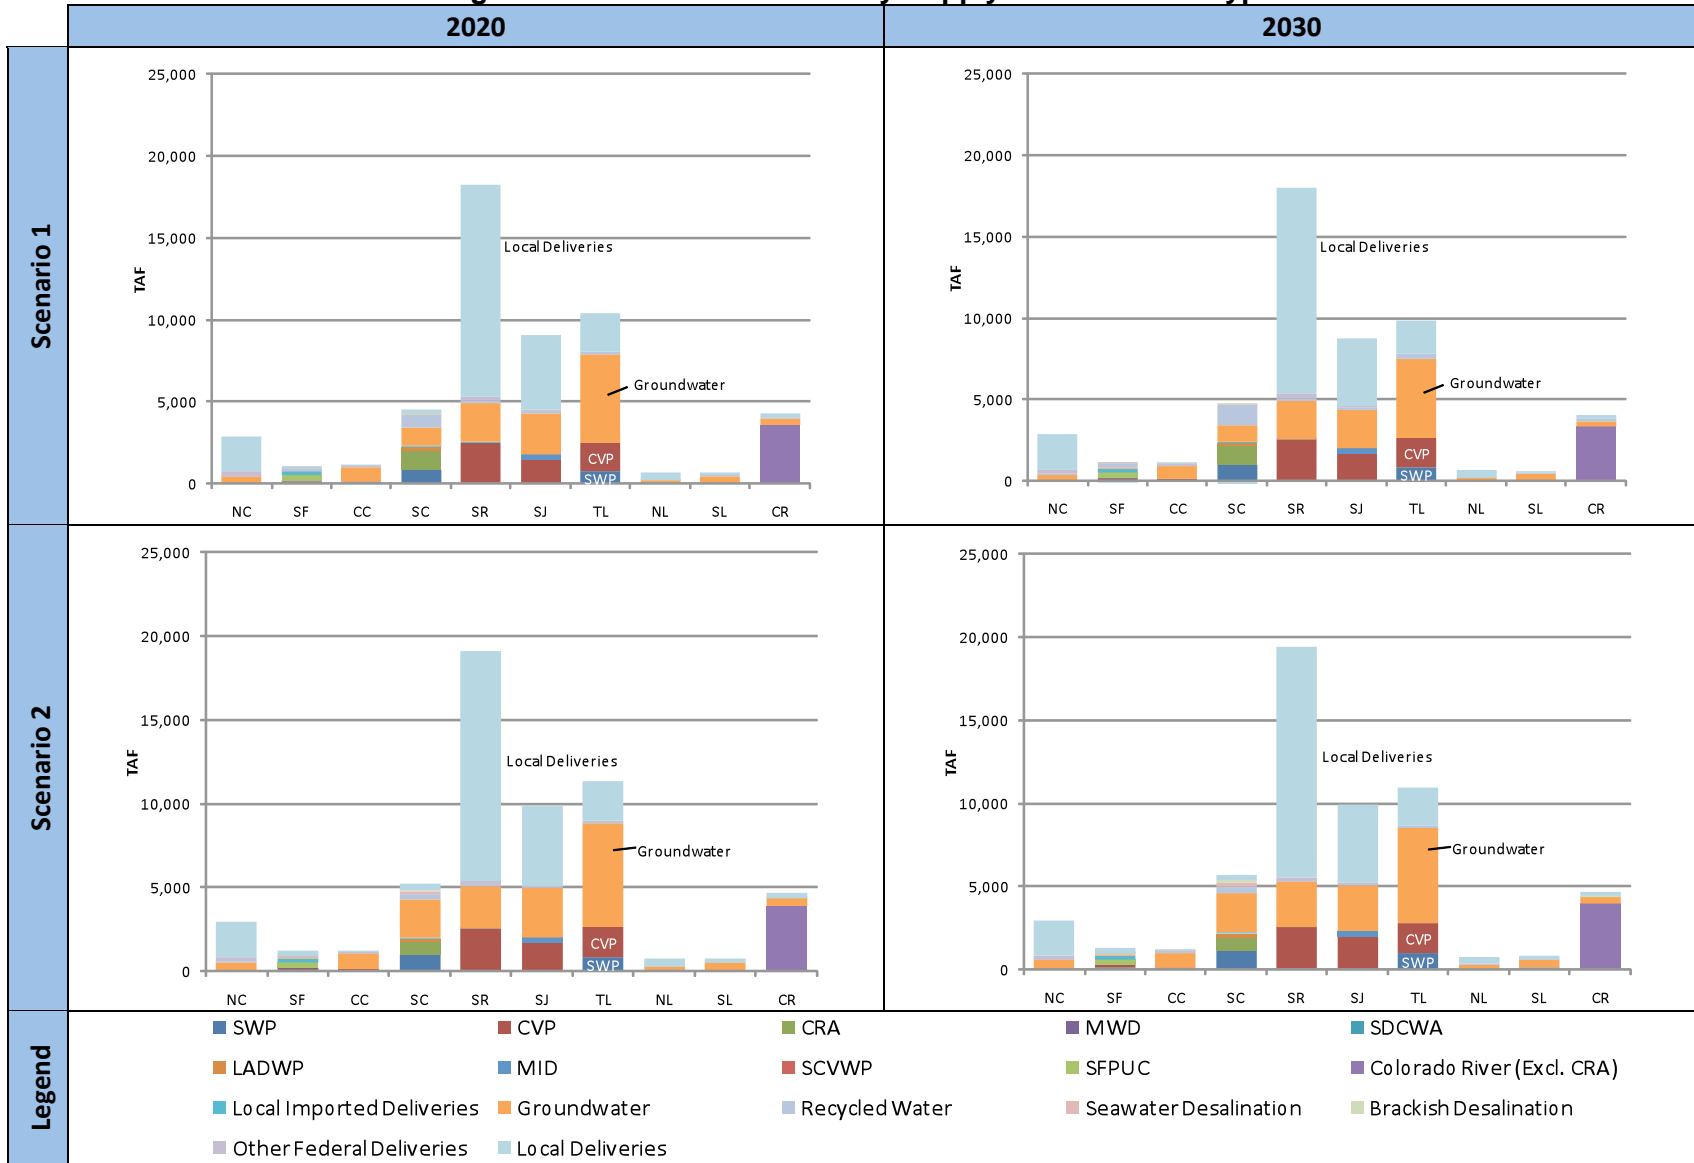 2020 2030
Scenario 1
25,000
20,000
15,000
10,000
5,000
0
TAF
Local Deliveries
Groundwater
CVP
SWP
NC SF CC SC SR SJ TL NL SL CR
25,000
20,000
15,000
10,000
5,000
0
TAF
Local Deliveries
Groundwater
CVP
SWP
NC SF CC SC SR SJ TL NL SL CR
Scenario 2
25,000
20,000
15,000
10,000
5,000
0
TAF
Local Deliveries
Groundwater
CVP
SWP
NC SF CC SC SR SJ TL NL SL CR
25,000
20,000
15,000
10,000
5,000
0
TAF
Local Deliveries
Groundwater
CVP
SWP
NC SF CC SC SR SJ TL NL SL CR
Legend
SWP CVP CRA MWD SDCWA
LADWP MID SCVWP SFPUC Colorado River (Excl. CRA)
Local Imported Deliveries Groundwater Recycled Water Seawater Desalination Brackish Desalination
Other Federal Deliveries Local Deliveries